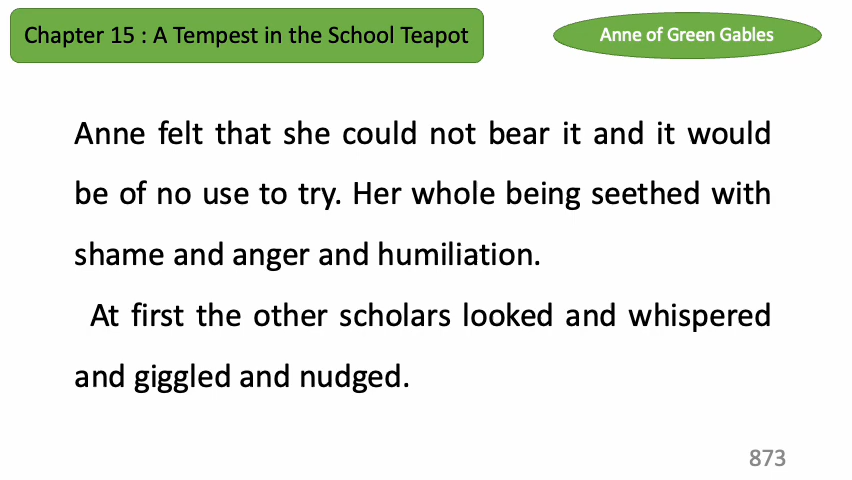 Chapter 15 : A Tempest in the School Teapot
Anne of Green Gables
Anne felt that she could not bear it and it would
be of no use to try. Her whole being seethed with
shame and anger and humiliation.
At first the other scholars looked and whispered
and giggled and nudged.
873